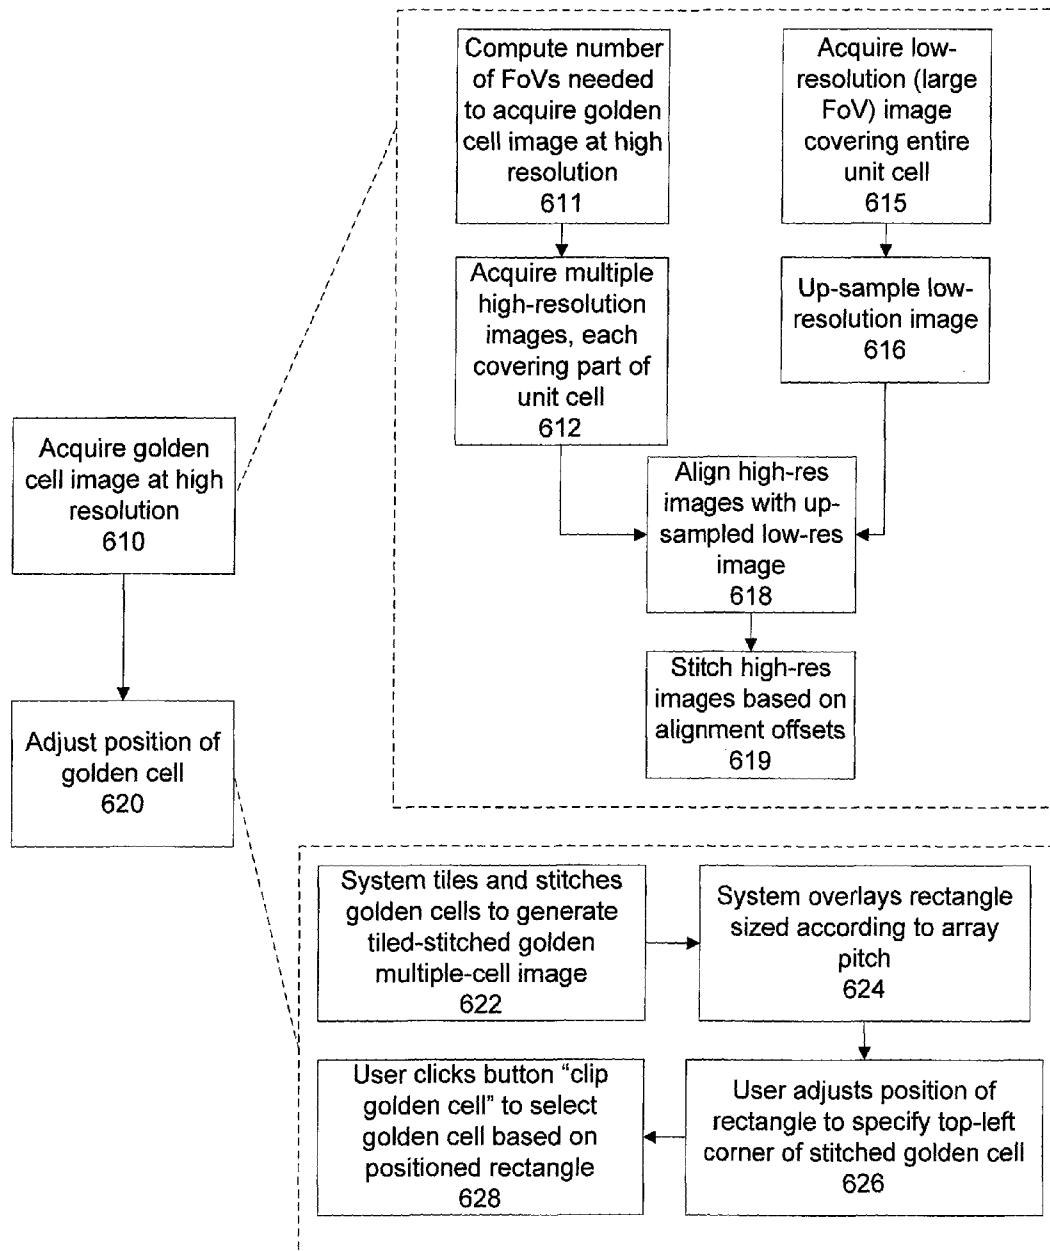 Compute number
of FoVs needed
to acquire golden
cell image at high
resolution
611
Acquire low-
resolution (large
FoV) image
covering entire
unit cell
615
Acquire multiple
high-resolution
images, each
covering part of
unit cell
612
Up-sample low-
resolution image
616
Acquire golden
cell image at high
resolution
610
Align high-res
images with up-
sampled low-res
image
618
Stitch high-res
images based on
alignment offsets
619
Adjust position of
golden cell
620
System tiles and stitches
golden cells to generate
tiled-stitched golden
multiple-cell image
622
System overlays rectangle
sized according to array
pitch
624
User clicks button “clip
golden cell” to select
golden cell based on
positioned rectangle
628
User adjusts position of
rectangle to specify top-left
corner of stitched golden cell
626